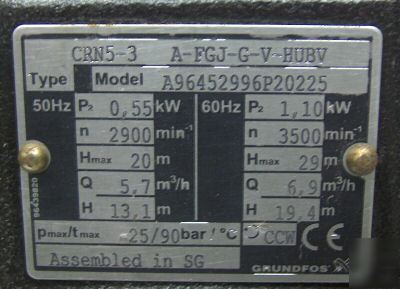 CRN5-3 A-FGJ-G-V-HUBV
Type Model A96452996P20225
50Hz P2 0,55 kW 60Hz P2 1,10 kW
n 2900 min-1 n 3500 min-1
Hmax 20 m Hmax 29 m
Q 5,7 m³/h Q 6,9 m³/h
H 13,1 m H 19,4 m
pmax/tmax 25/90 bar/°C CCW CE
Assembled in SG GRUNDFOS
96439820